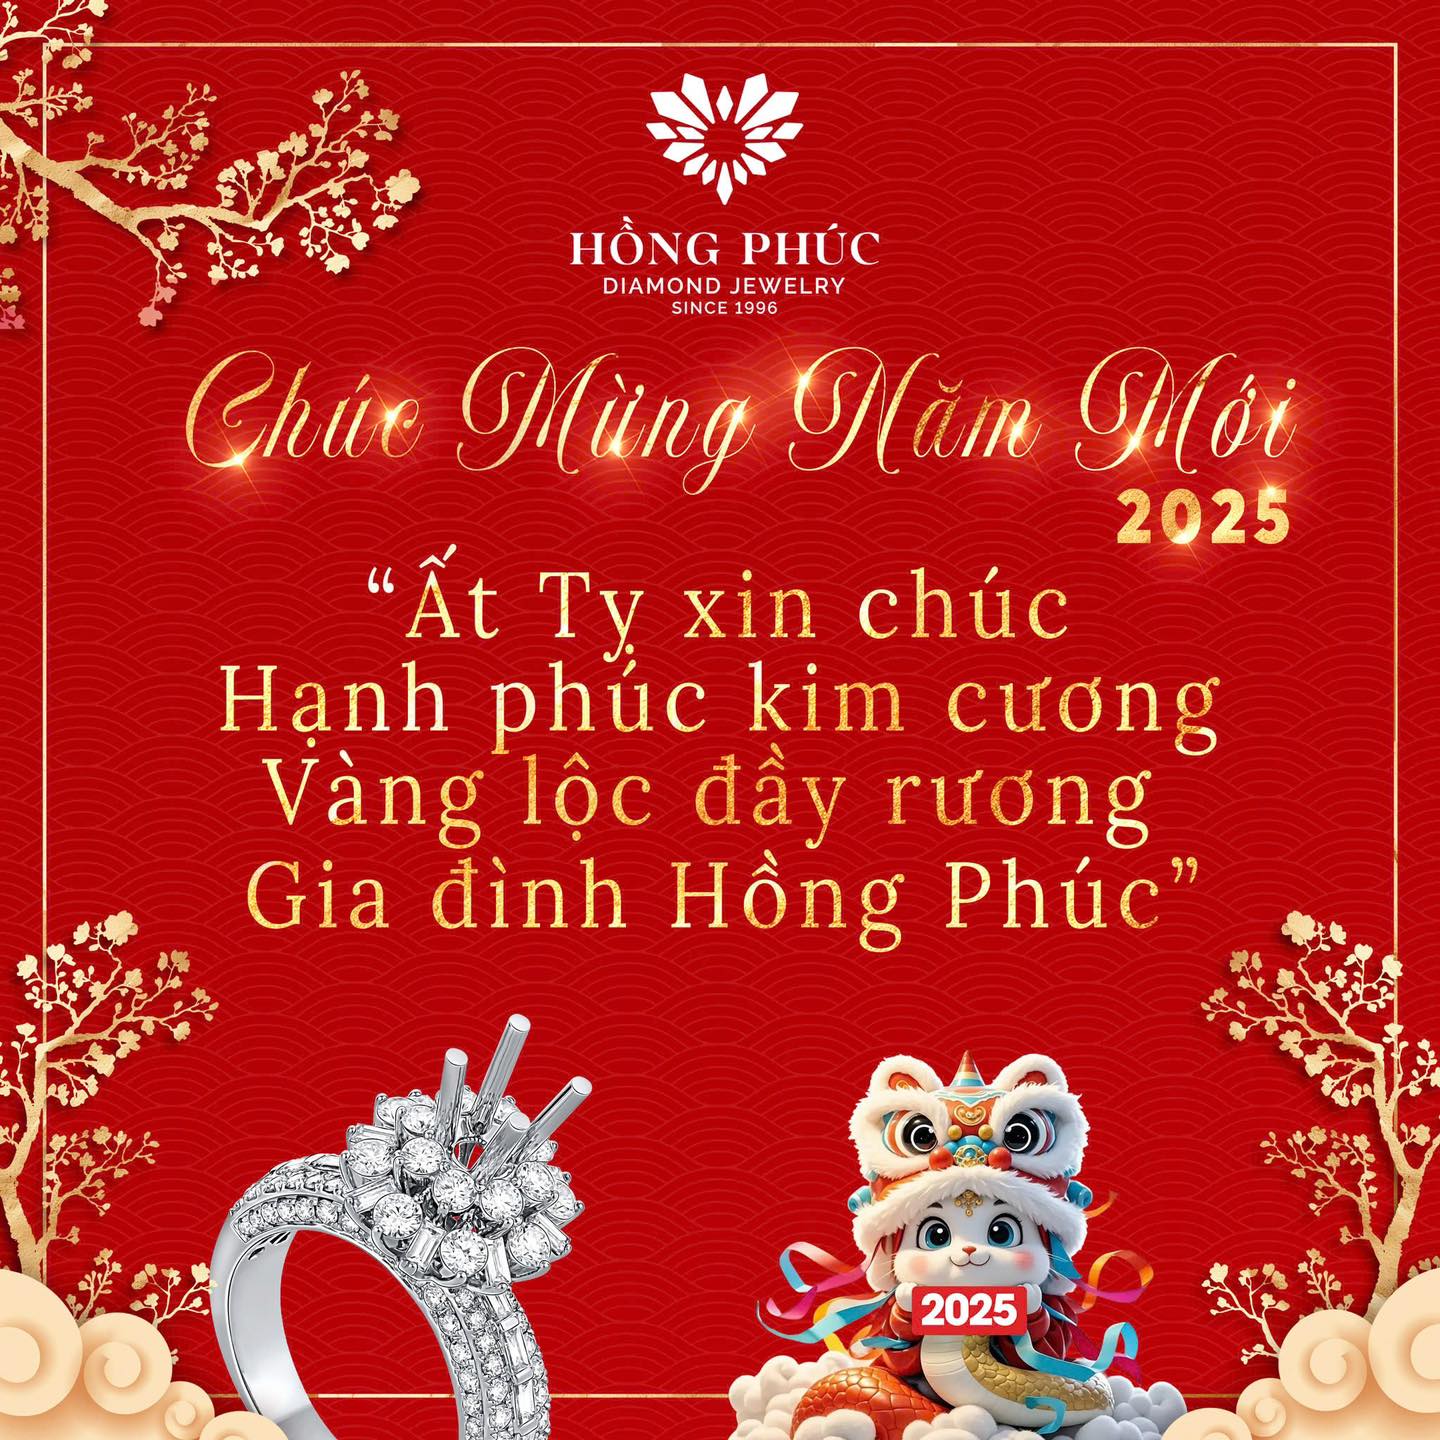 HỒNG PHÚC
DIAMOND JEWELRY
SINCE 1996
Chúc Mừng Năm Mới
2025
“Ất Tỵ xin chúc
Hạnh phúc kim cương
Vàng lộc đầy rương
Gia đình Hồng Phúc”
2025